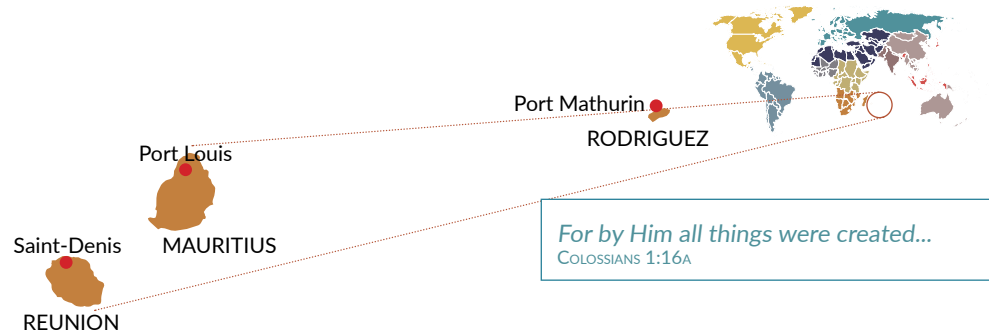 Port Mathurin
RODRIGUEZ
Port Louis
MAURITIUS
Saint-Denis
REUNION
For by Him all things were created...
Colossians 1:16a